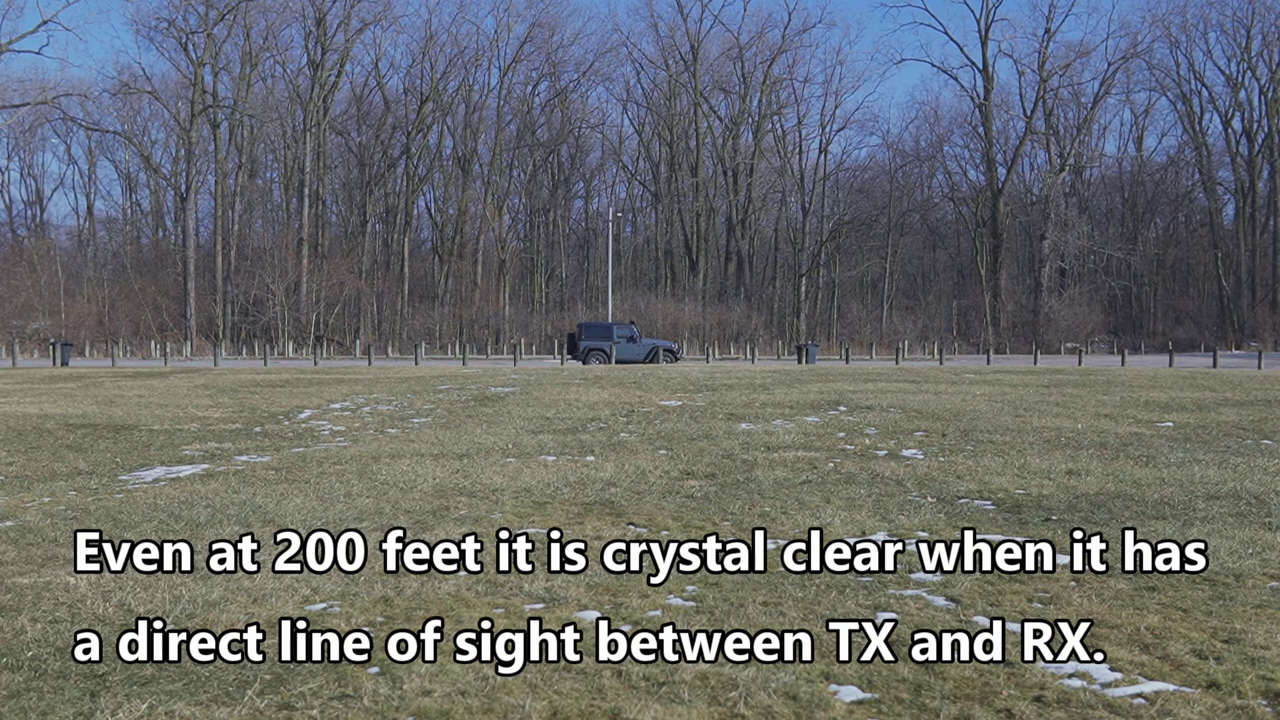 Even at 200 feet it is crystal clear when it has
a direct line of sight between TX and RX.